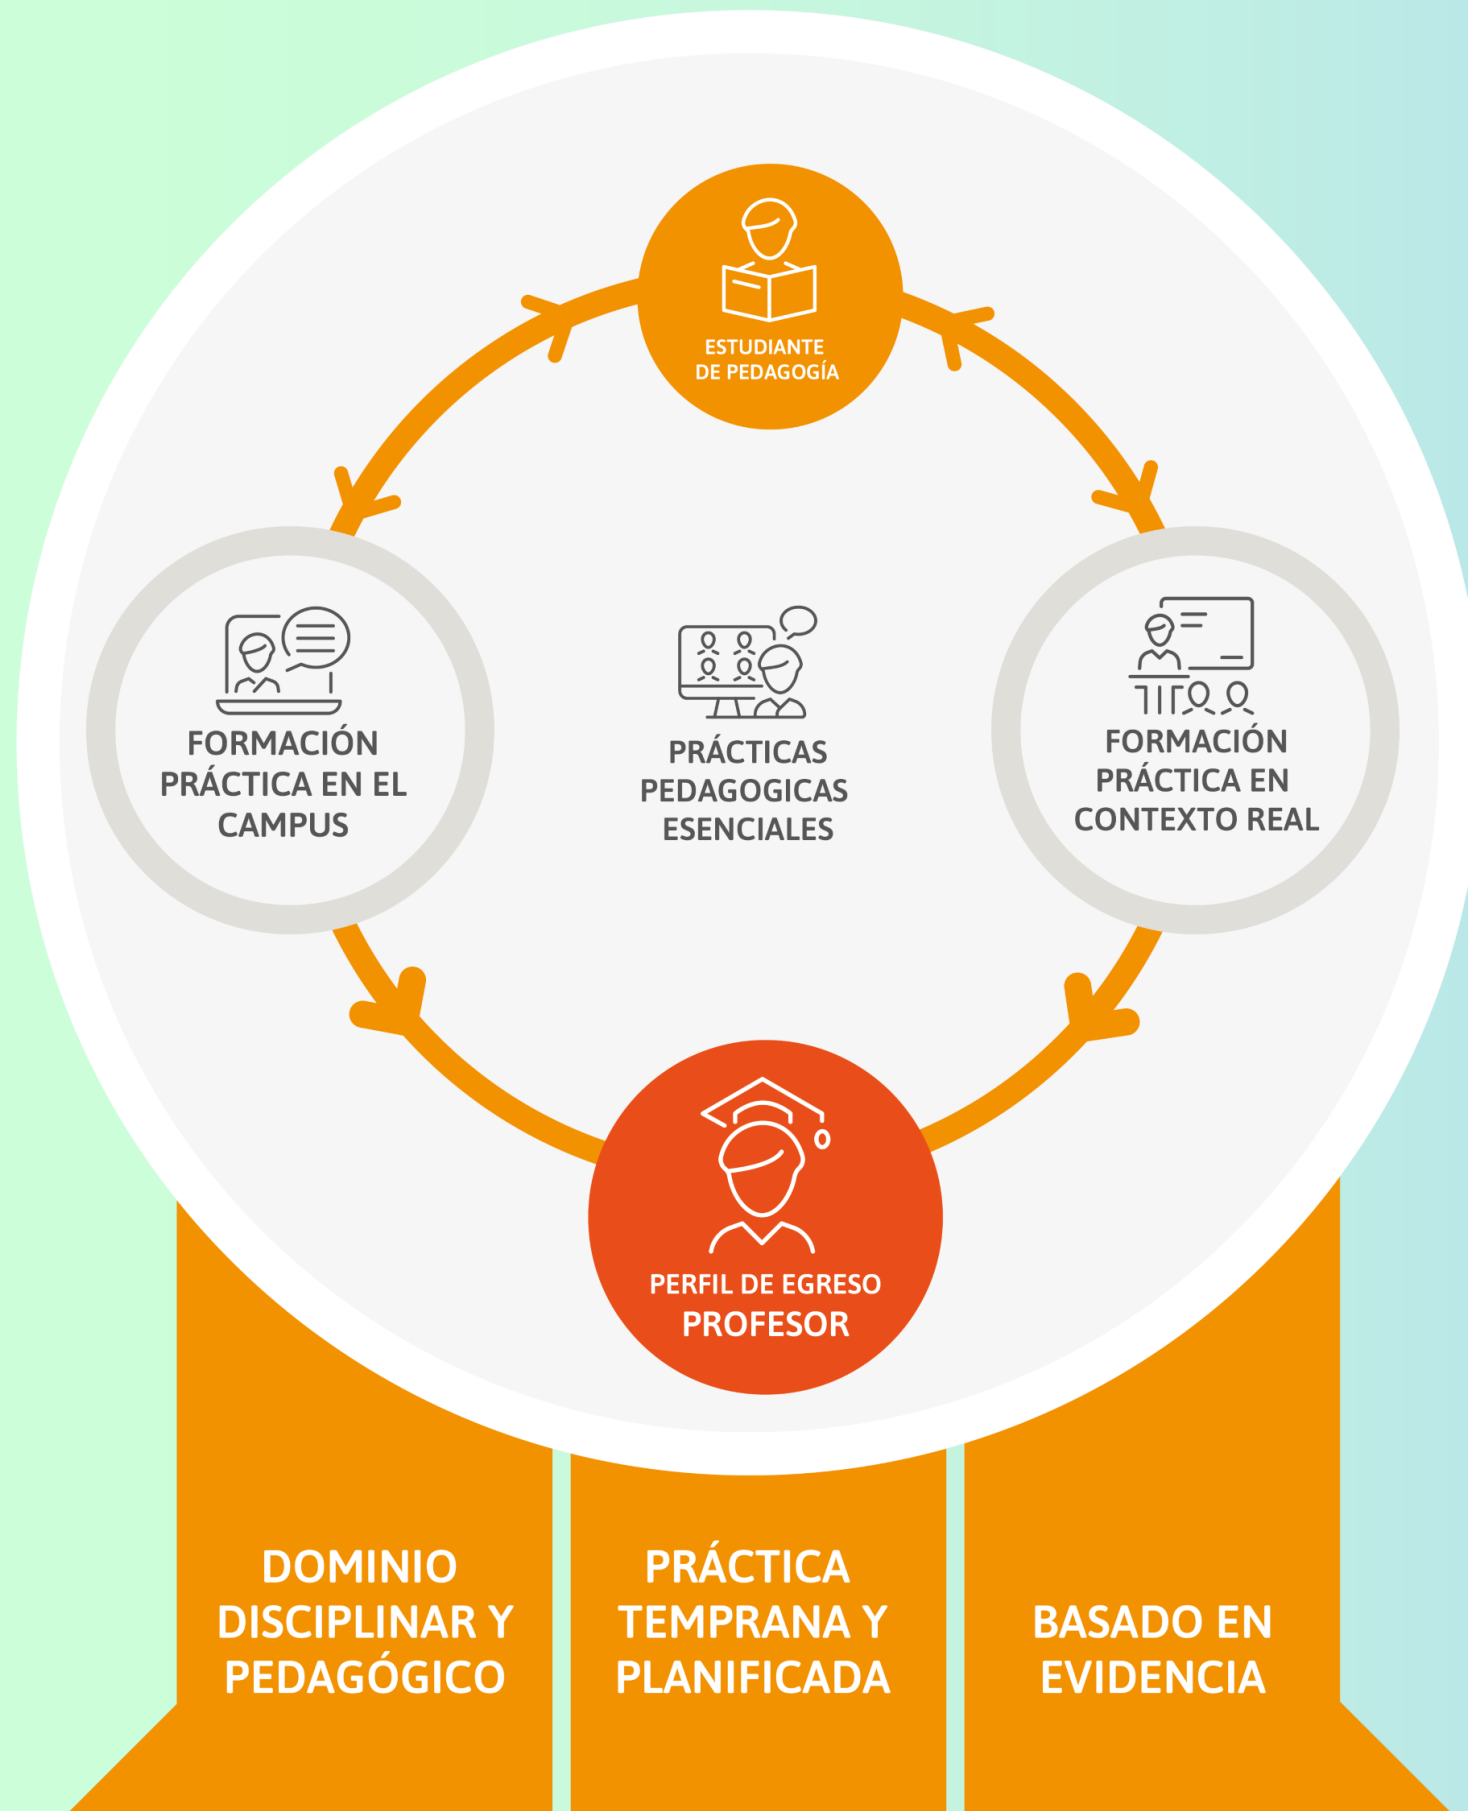 ESTUDIANTE
DE PEDAGOGÍA
FORMACIÓN
PRÁCTICA EN EL
CAMPUS
PRÁCTICAS
PEDAGOGICAS
ESENCIALES
FORMACIÓN
PRÁCTICA EN
CONTEXTO REAL
PERFIL DE EGRESO
PROFESOR
DOMINIO
DISCIPLINAR Y
PEDAGÓGICO
PRÁCTICA
TEMPRANA Y
PLANIFICADA
BASADO EN
EVIDENCIA